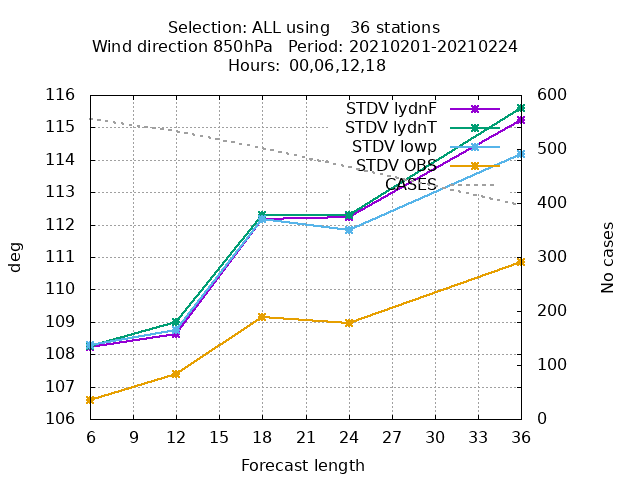 Selection: ALL using    36 stations
Wind direction 850hPa   Period: 20210201-20210224
Hours: 00,06,12,18
STDV lydnF
STDV lydnT
STDV lowp
STDV OBS
CASES
116
115
114
113
112
111
110
109
108
107
106
600
500
400
300
200
100
0
deg
No cases
6 9 12 15 18 21 24 27 30 33 36
Forecast length